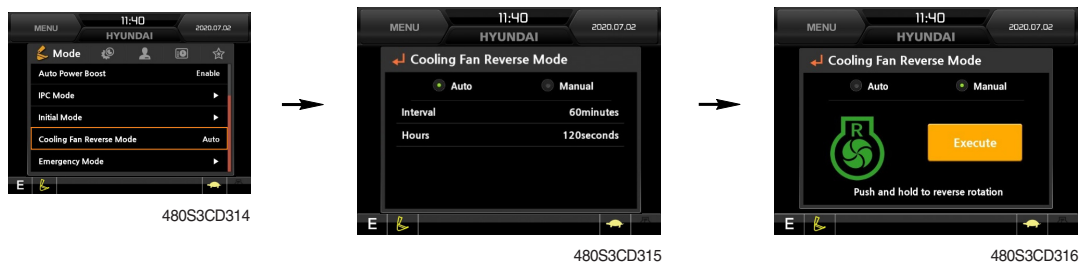 MENU
11:40
2020.07.02
HYUNDAI
Mode
Auto Power Boost Enable
IPC Mode
Initial Mode
Cooling Fan Reverse Mode Auto
Emergency Mode
E
480S3CD314
MENU
11:40
2020.07.02
HYUNDAI
Cooling Fan Reverse Mode
Auto Manual
Interval 60minutes
Hours 120seconds
E
480S3CD315
MENU
11:40
2020.07.02
HYUNDAI
Cooling Fan Reverse Mode
Auto Manual
R
Execute
Push and hold to reverse rotation
E
480S3CD316